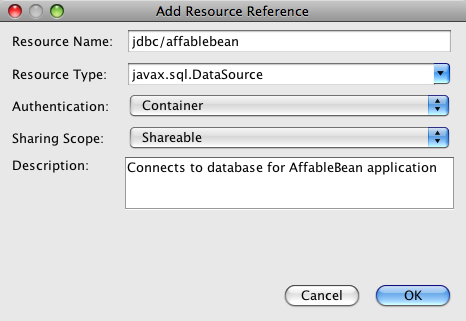 Add Resource Reference
Resource Name: jdbc/affablebean
Resource Type: javax.sql.DataSource
Authentication: Container
Sharing Scope: Shareable
Description: Connects to database for AffableBean application
Cancel OK